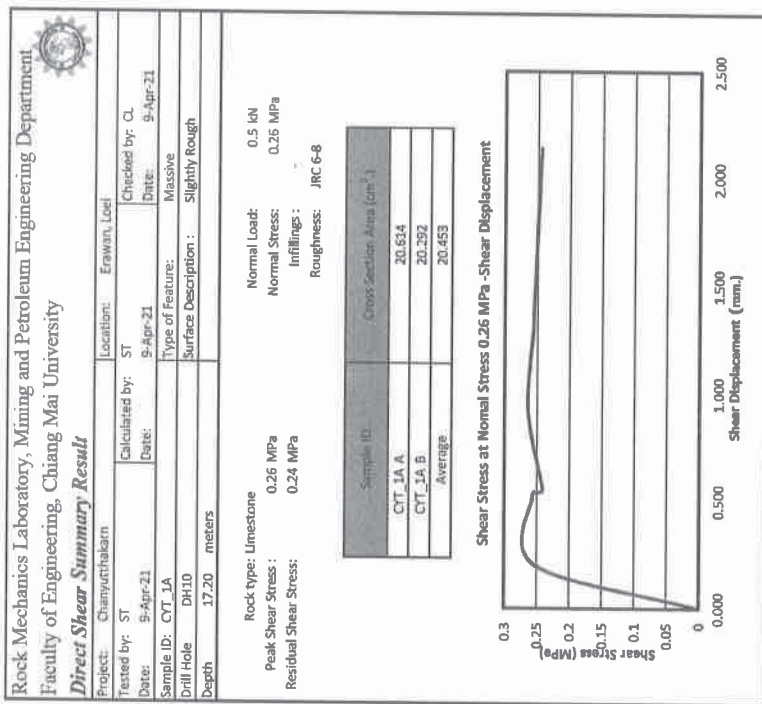 Rock Mechanics Laboratory, Mining and Petroleum Engineering Department
Faculty of Engineering, Chiang Mai University
Direct Shear Summary Result
Project: Chanyutthakarn Location: Erawan, Loei
Tested by: ST Calculated by: ST Checked by: CL
Date: 9-Apr-21 Date: 9-Apr-21 Date: 9-Apr-21
Sample ID: CYT_1A Type of Feature: Massive
Drill Hole DH10 Surface Description : Slightly Rough
Depth 17.20 meters
Rock type: Limestone Normal Load: 0.5 kN
Peak Shear Stress : 0.26 MPa Normal Stress: 0.26 MPa
Residual Shear Stress: 0.24 MPa Infillings : -
Roughness: JRC 6-8
Sample ID Cross Section Area (cm².)
CYT_1A A 20.614
CYT_1A B 20.292
Average 20.453
Shear Stress at Nomal Stress 0.26 MPa -Shear Displacement
Shear Stress (MPa)
0.3
0.25
0.2
0.15
0.1
0.05
0
0.000 0.500 1.000 1.500 2.000 2.500
Shear Displacement (mm.)